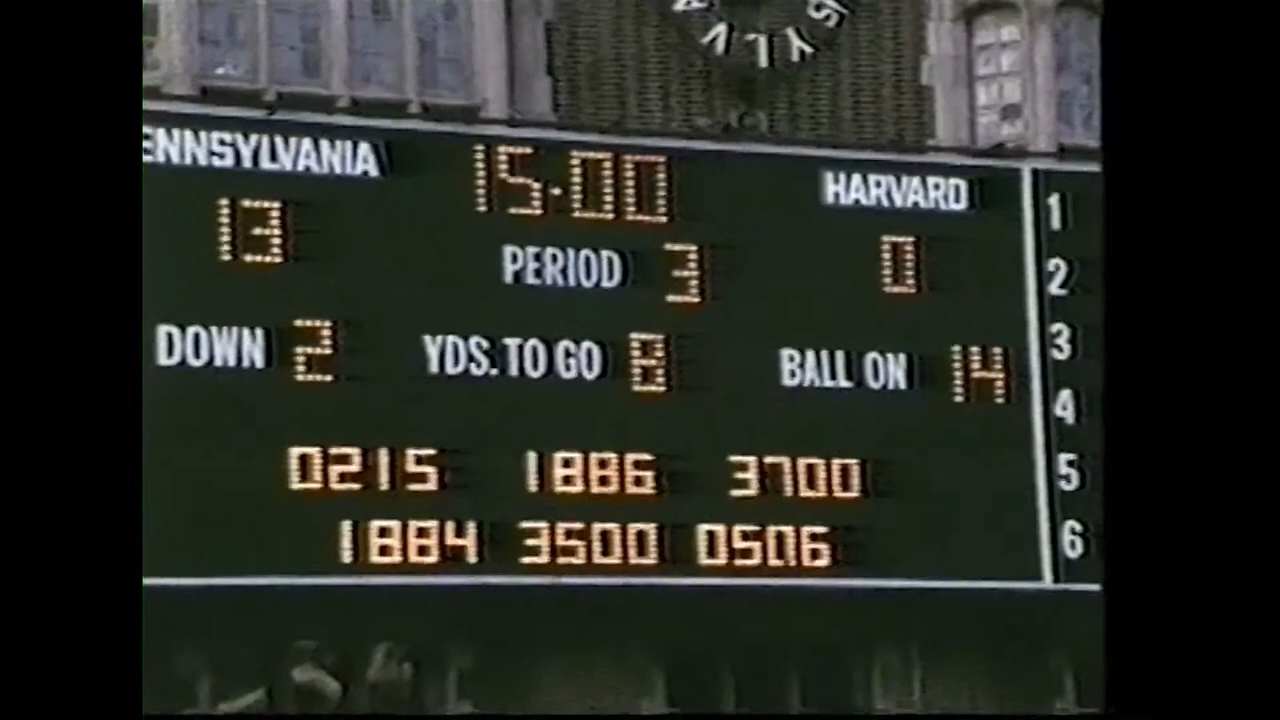 SYLVA
ENNSYLVANIA 15:00 HARVARD
13 PERIOD 3 0
DOWN 2 YDS. TO GO 8 BALL ON 14
0215 1886 3700
1884 3500 0506
1
2
3
4
5
6